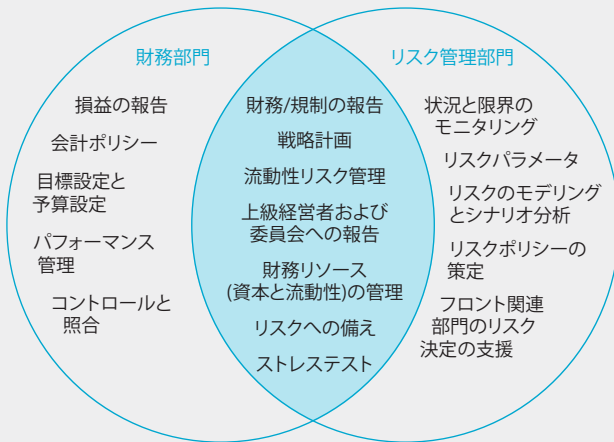 財務部門
損益の報告
会計ポリシー
目標設定と
予算設定
パフォーマンス
管理
コントロールと
照合
財務/規制の報告
戦略計画
流動性リスク管理
上級経営者および
委員会への報告
財務リソース
(資本と流動性)の管理
リスクへの備え
ストレステスト
リスク管理部門
状況と限界の
モニタリング
リスクパラメータ
リスクのモデリング
とシナリオ分析
リスクポリシーの
策定
フロント関連
部門のリスク
決定の支援